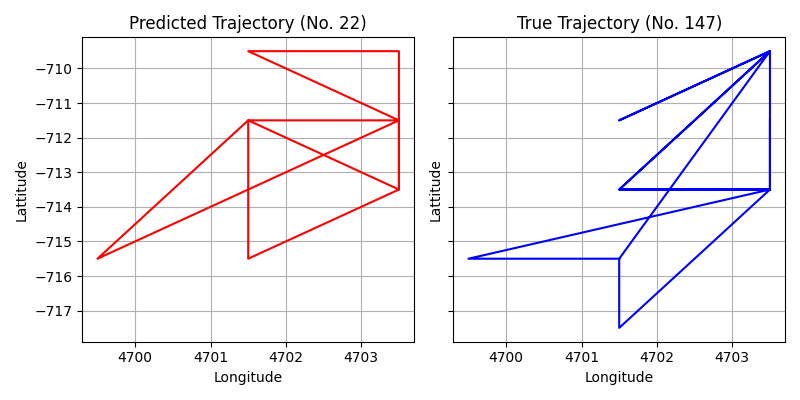 Predicted Trajectory (No. 22)
True Trajectory (No. 147)
Lattitude
−710
−711
−712
−713
−714
−715
−716
−717
4700
4701
4702
4703
Longitude
Lattitude
4700
4701
4702
4703
Longitude